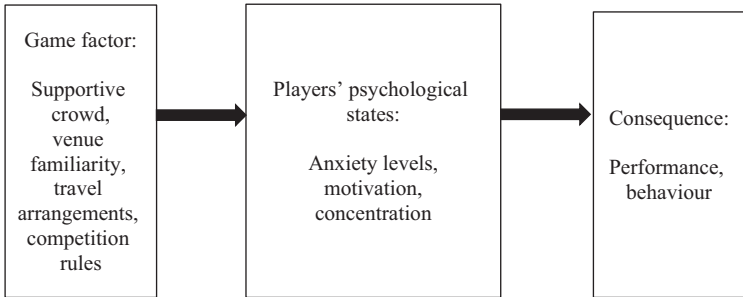 Game factor:
Supportive
crowd,
venue
familiarity,
travel
arrangements,
competition
rules
Players’ psychological
states:
Anxiety levels,
motivation,
concentration
Consequence:
Performance,
behaviour